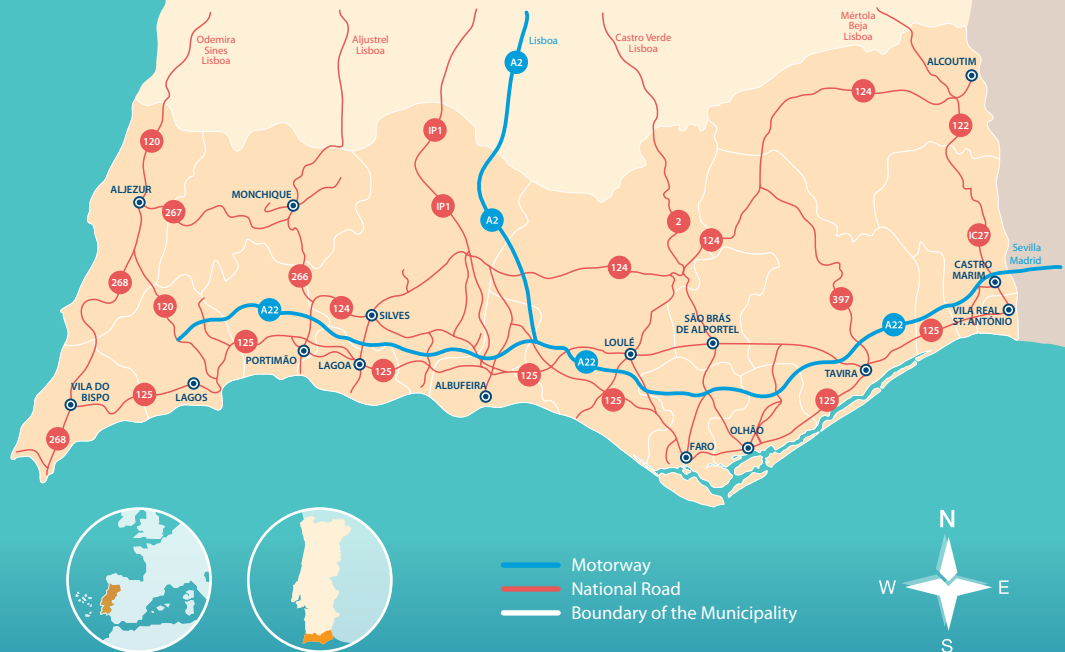 Odemira
Sines
Lisboa
Aljustrel
Lisboa
Lisboa
Castro Verde
Lisboa
Mértola
Beja
Lisboa
A2
ALCOUTIM
124
IP1
122
120
ALJEZUR
MONCHIQUE
267
IP1
A2
2
124
IC27
Sevilla
Madrid
124
CASTRO
MARIM
268
266
120
A22
124
SILVES
397
VILA REAL
ST. ANTÓNIO
A22
125
SÃO BRÁS
DE ALPORTEL
125
PORTIMÃO
LAGOA
125
LOULÉ
A22
125
TAVIRA
ALBUFEIRA
VILA DO
BISPO
125
LAGOS
125
125
268
OLHÃO
FARO
Motorway
National Road
Boundary of the Municipality
N
W
E
S